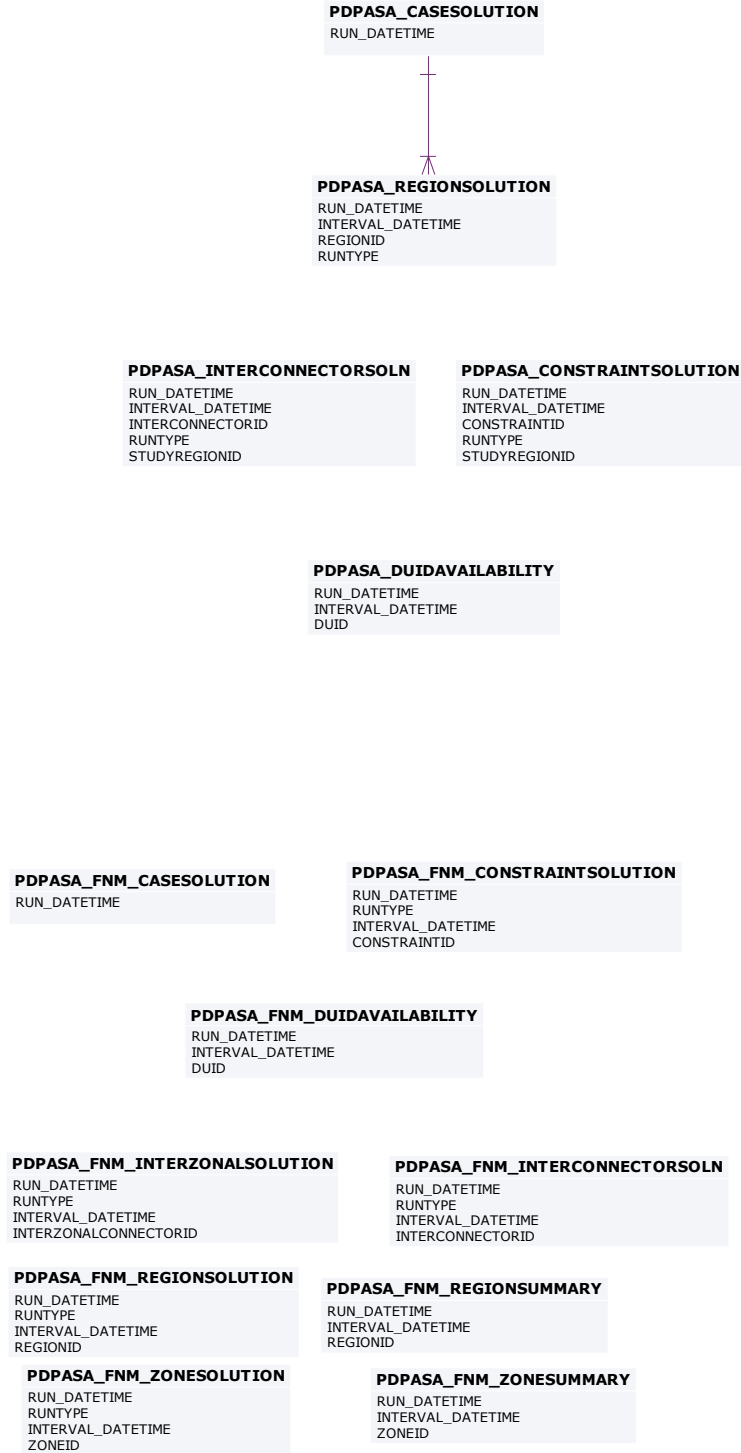 PDPASA_CASESOLUTION
RUN_DATETIME
PDPASA_REGIONSOLUTION
RUN_DATETIME
INTERVAL_DATETIME
REGIONID
RUNTYPE
PDPASA_INTERCONNECTORSOLN
RUN_DATETIME
INTERVAL_DATETIME
INTERCONNECTORID
RUNTYPE
STUDYREGIONID
PDPASA_CONSTRAINTSOLUTION
RUN_DATETIME
INTERVAL_DATETIME
CONSTRAINTID
RUNTYPE
STUDYREGIONID
PDPASA_DUIDAVAILABILITY
RUN_DATETIME
INTERVAL_DATETIME
DUID
PDPASA_FNM_CASESOLUTION
RUN_DATETIME
PDPASA_FNM_CONSTRAINTSOLUTION
RUN_DATETIME
RUNTYPE
INTERVAL_DATETIME
CONSTRAINTID
PDPASA_FNM_DUIDAVAILABILITY
RUN_DATETIME
INTERVAL_DATETIME
DUID
PDPASA_FNM_INTERZONALSOLUTION
RUN_DATETIME
RUNTYPE
INTERVAL_DATETIME
INTERZONALCONNECTORID
PDPASA_FNM_INTERCONNECTORSOLN
RUN_DATETIME
RUNTYPE
INTERVAL_DATETIME
INTERCONNECTORID
PDPASA_FNM_REGIONSOLUTION
RUN_DATETIME
RUNTYPE
INTERVAL_DATETIME
REGIONID
PDPASA_FNM_REGIONSUMMARY
RUN_DATETIME
INTERVAL_DATETIME
REGIONID
PDPASA_FNM_ZONESOLUTION
RUN_DATETIME
RUNTYPE
INTERVAL_DATETIME
ZONEID
PDPASA_FNM_ZONESUMMARY
RUN_DATETIME
INTERVAL_DATETIME
ZONEID